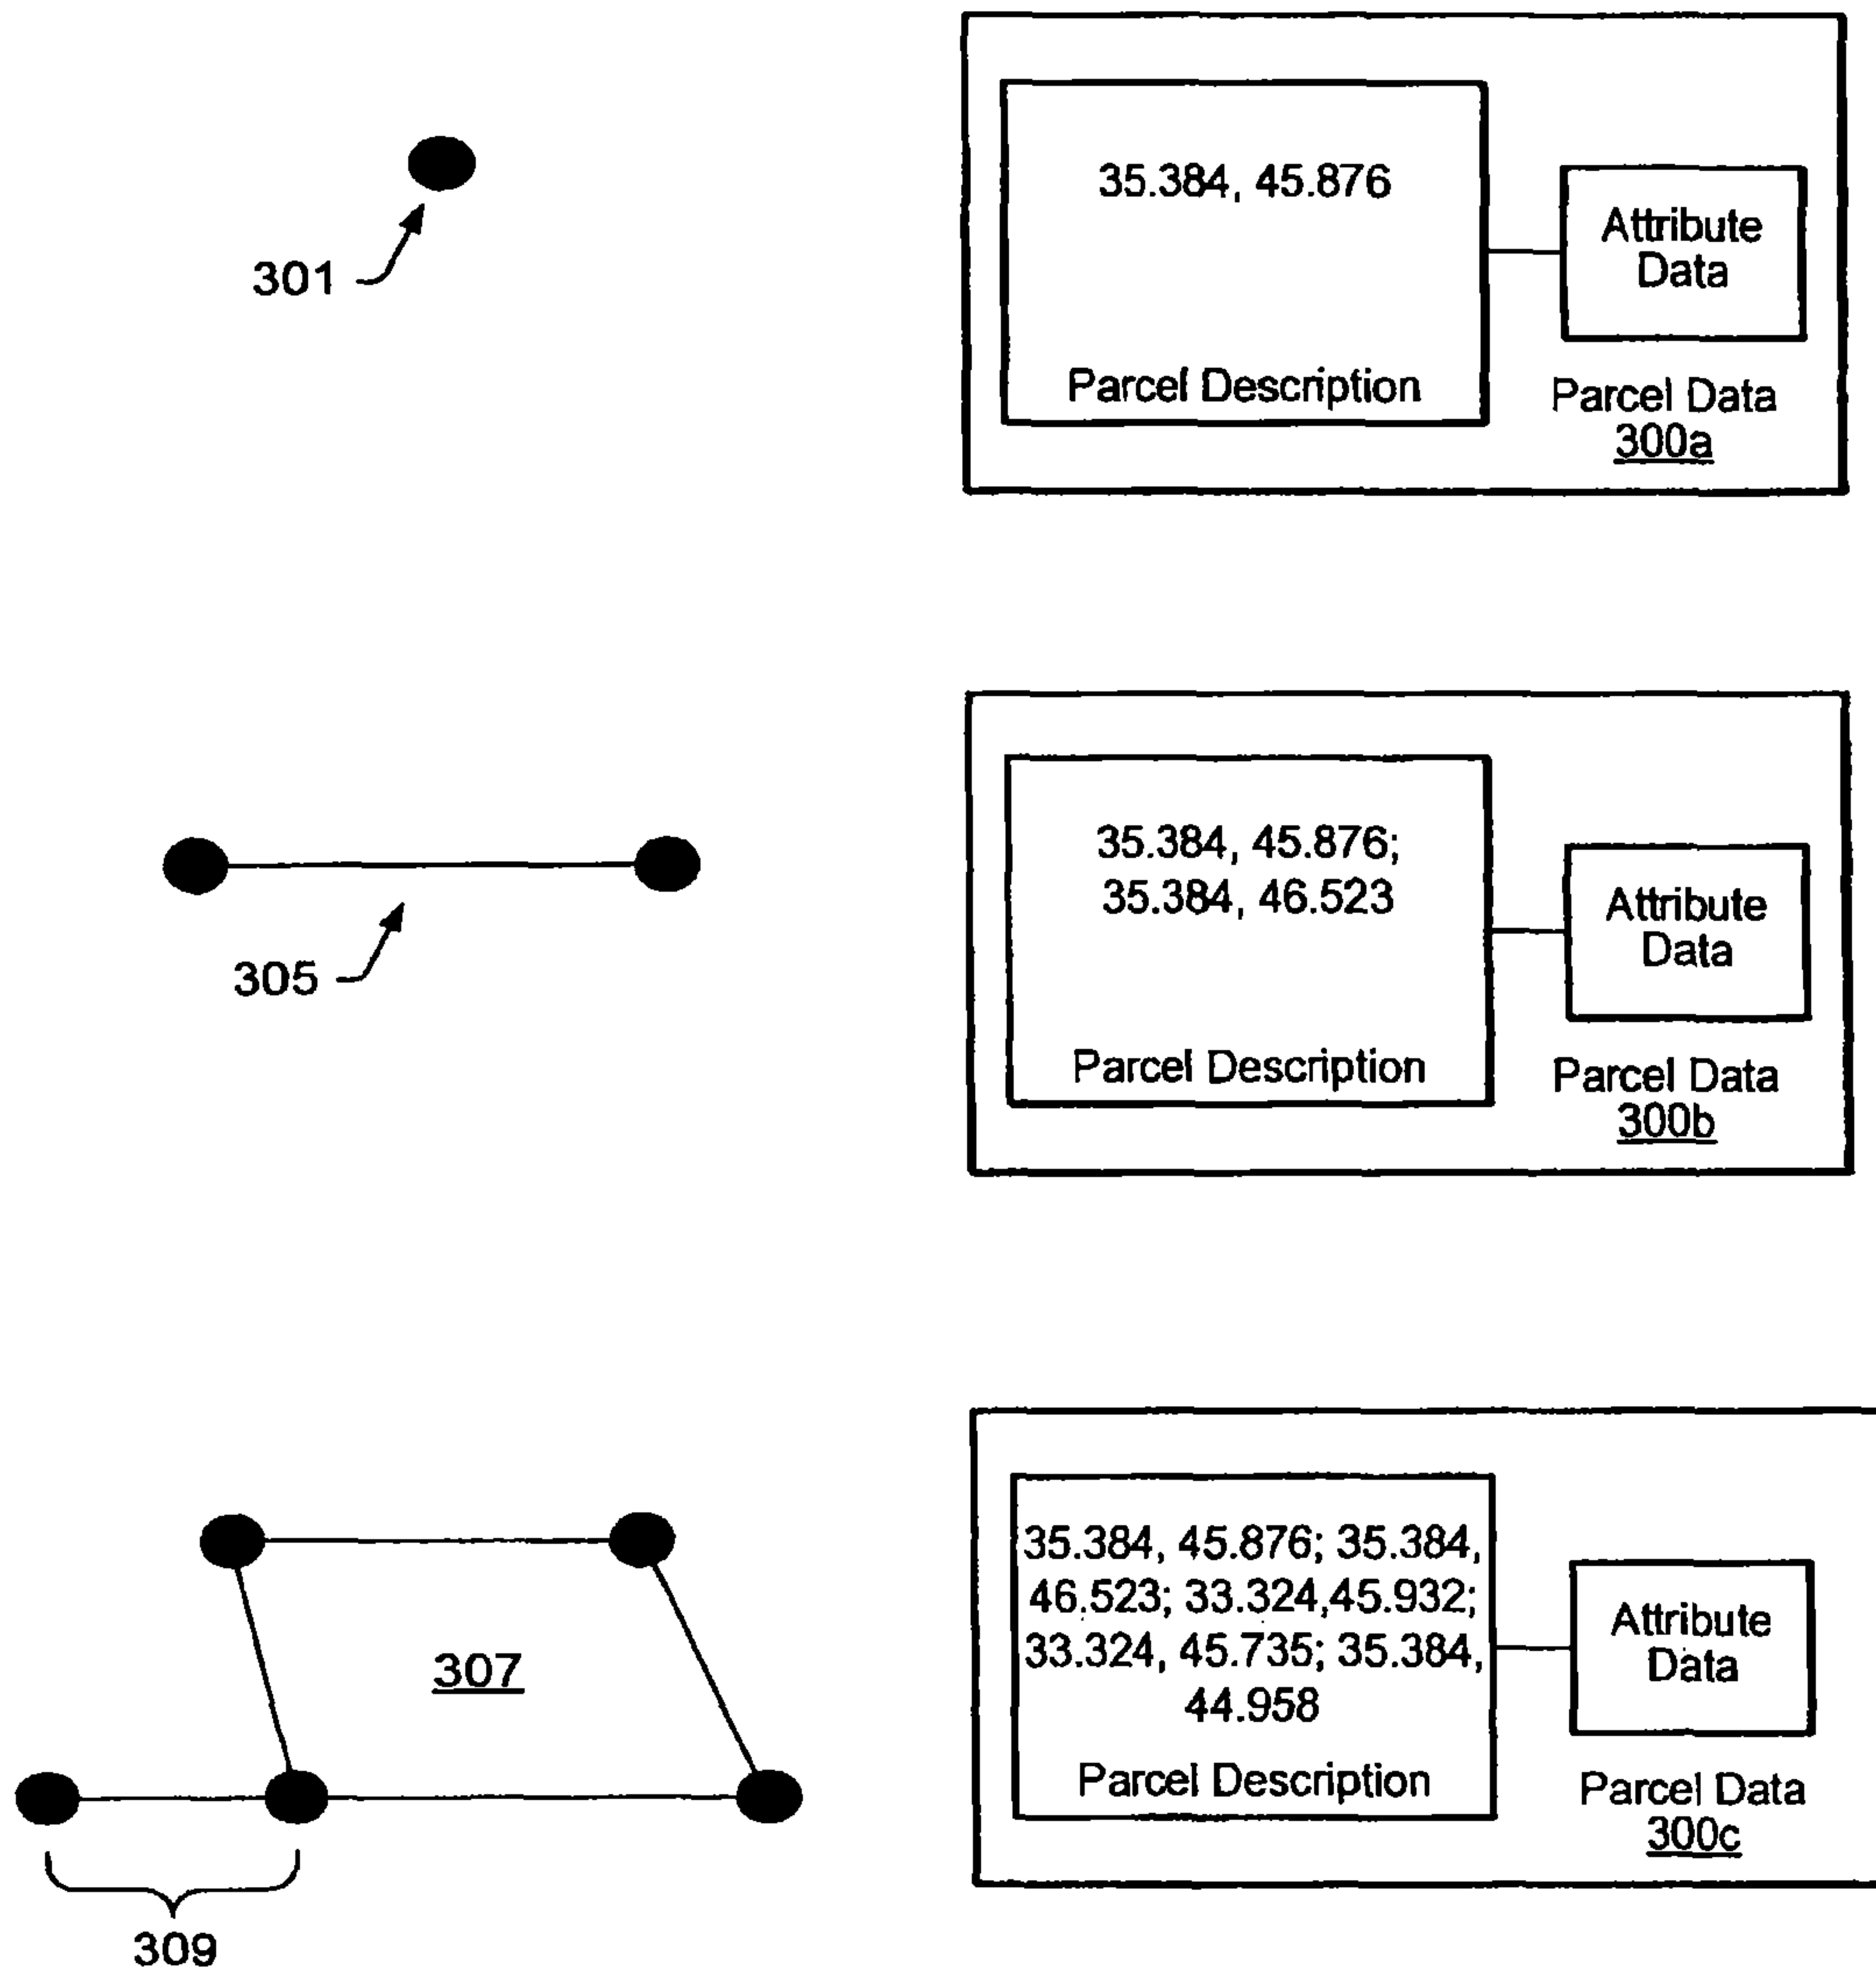 301
35.384, 45.876
Parcel Description
Attribute
Data
Parcel Data
300a
305
35.384, 45.876;
35.384, 46.523
Parcel Description
Attribute
Data
Parcel Data
300b
307
309
35.384, 45.876; 35.384,
46.523; 33.324,45.932;
33.324, 45.735; 35.384,
44.958
Parcel Description
Attribute
Data
Parcel Data
300c